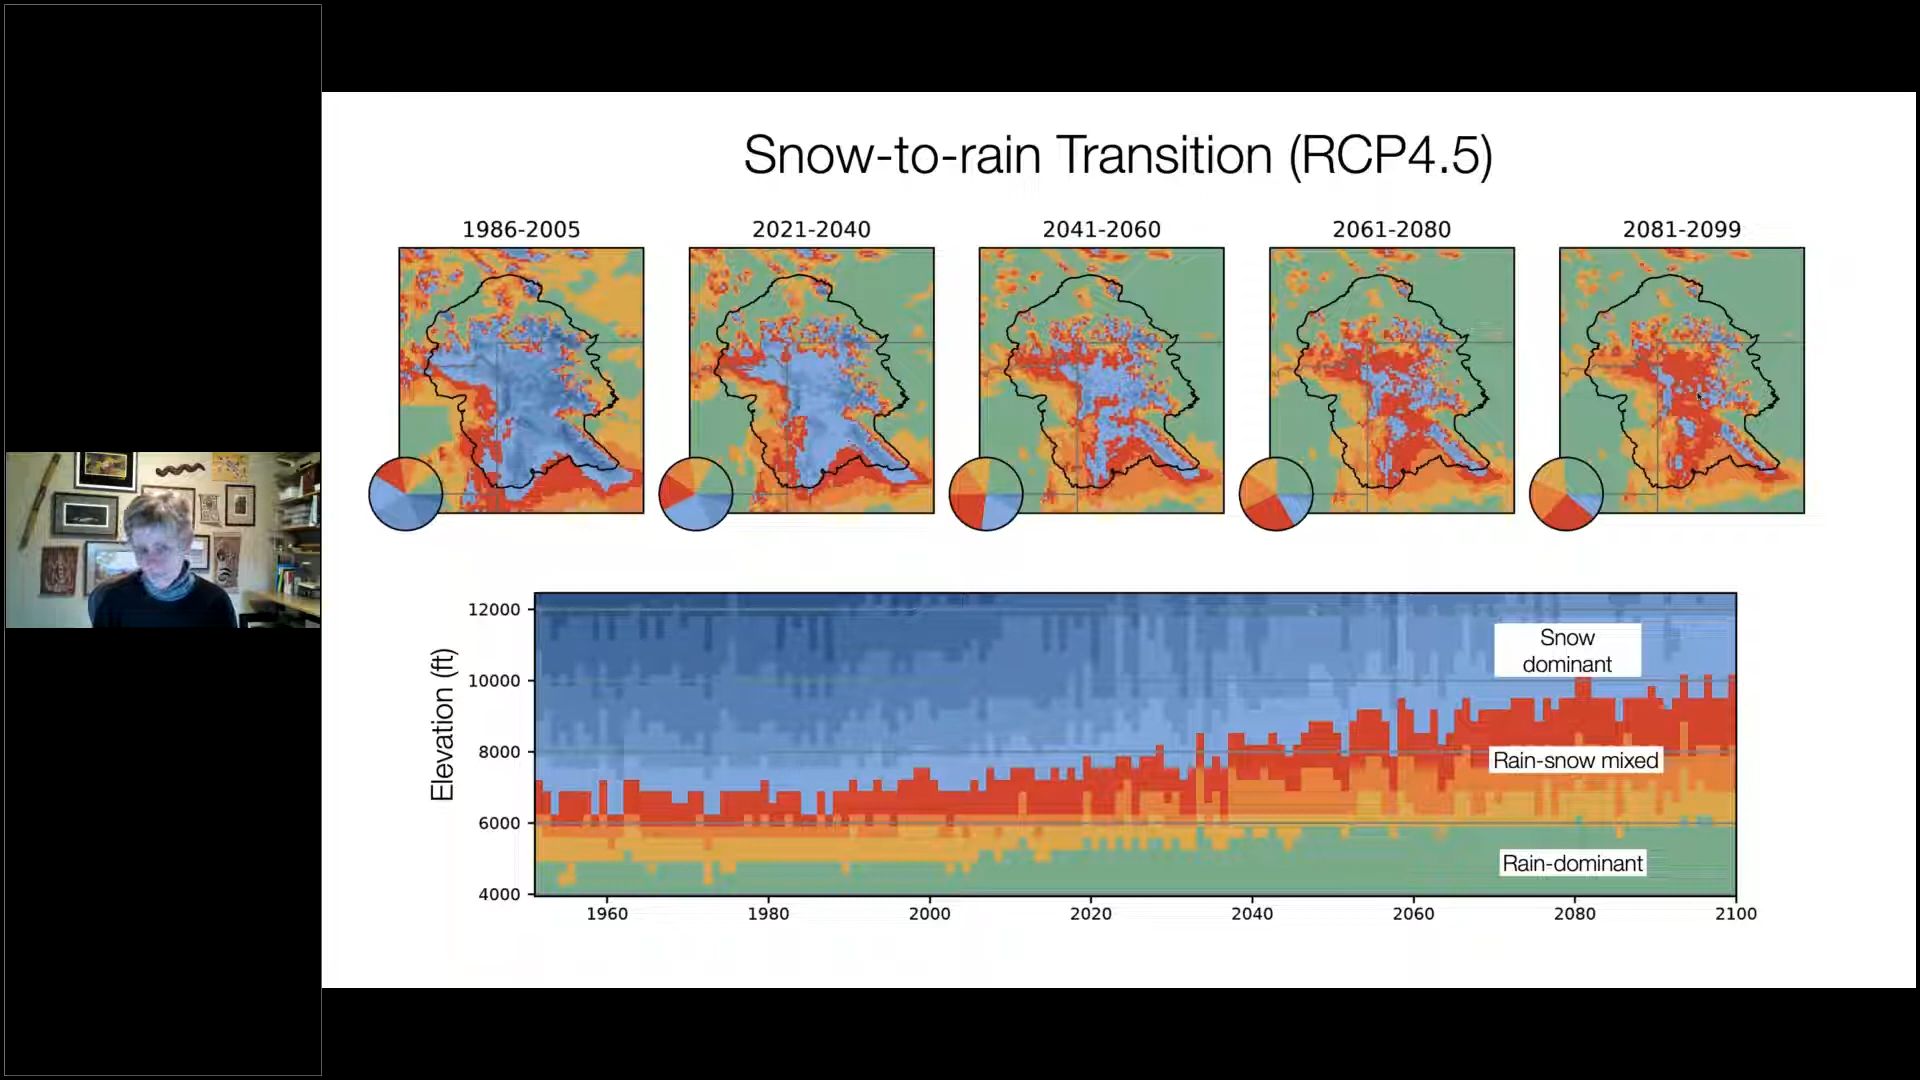 Snow-to-rain Transition (RCP4.5)
1986-2005 2021-2040 2041-2060 2061-2080 2081-2099
Elevation (ft)
12000
10000
8000
6000
4000
Snow
dominant
Rain-snow mixed
Rain-dominant
1960 1980 2000 2020 2040 2060 2080 2100